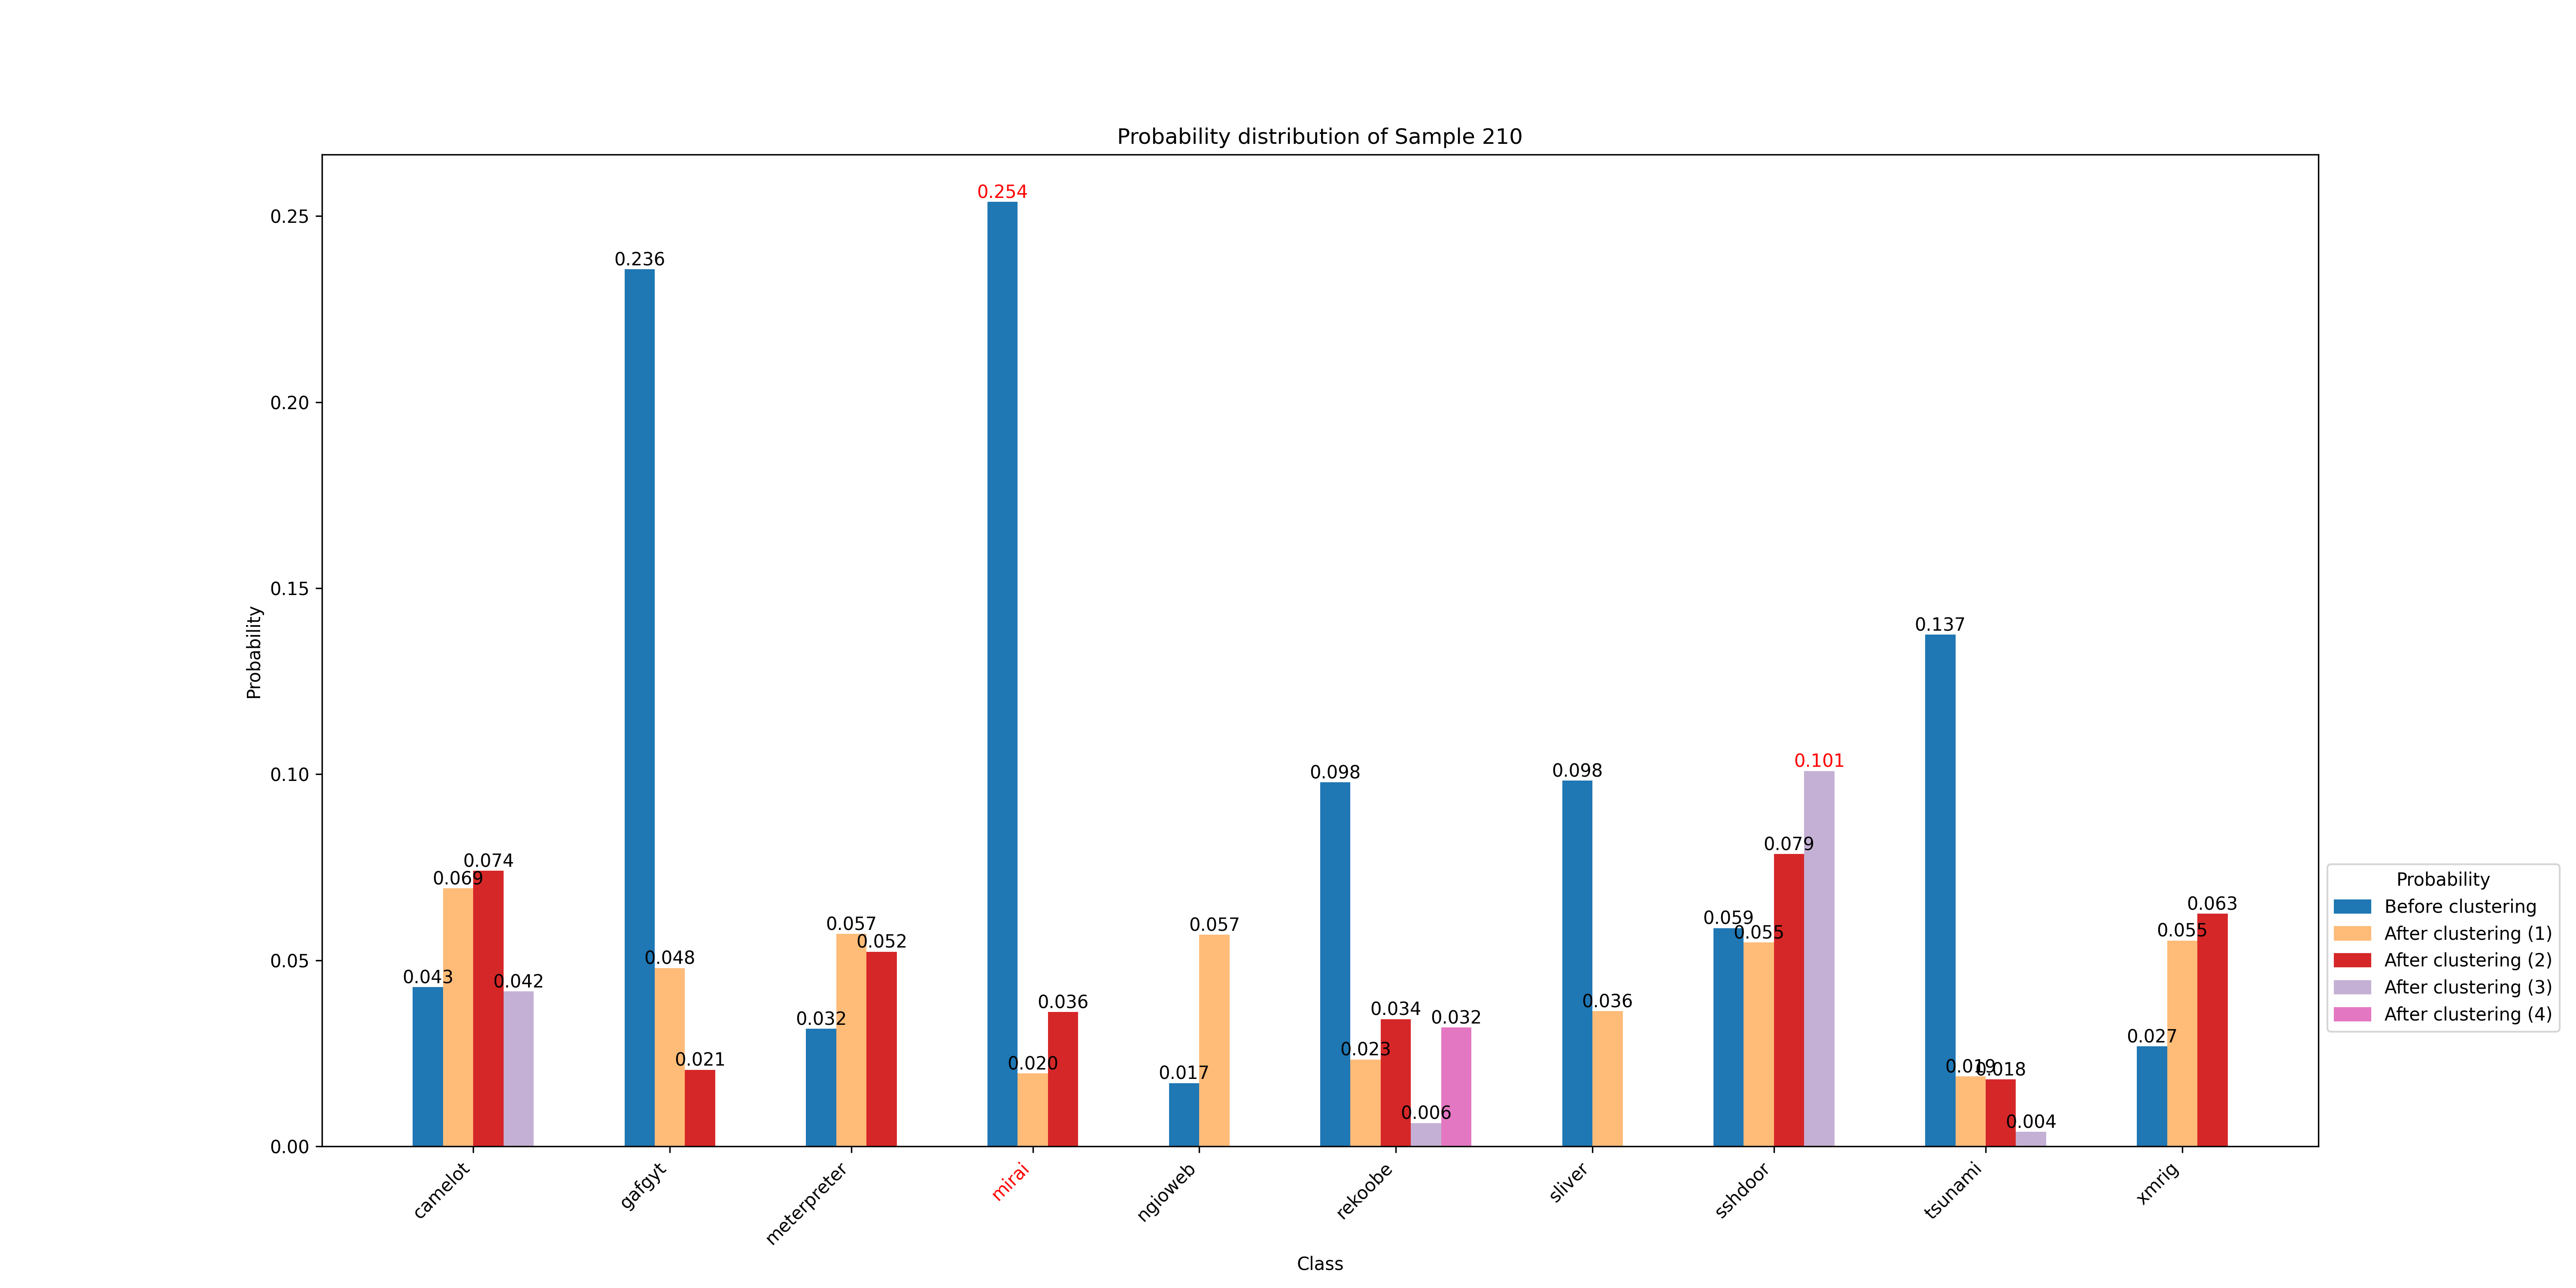 Probability distribution of Sample 210
Probability
0.25
0.20
0.15
0.10
0.05
0.00
0.043
0.069
0.074
0.042
0.236
0.048
0.021
0.032
0.057
0.052
0.254
0.020
0.036
0.017
0.057
0.098
0.023
0.034
0.006
0.032
0.098
0.036
0.059
0.055
0.079
0.101
0.137
0.019
0.018
0.004
0.027
0.055
0.063
camelot
gafgyt
meterpreter
mirai
ngioweb
rekoobe
sliver
sshdoor
tsunami
xmrig
Class
Probability
Before clustering
After clustering (1)
After clustering (2)
After clustering (3)
After clustering (4)